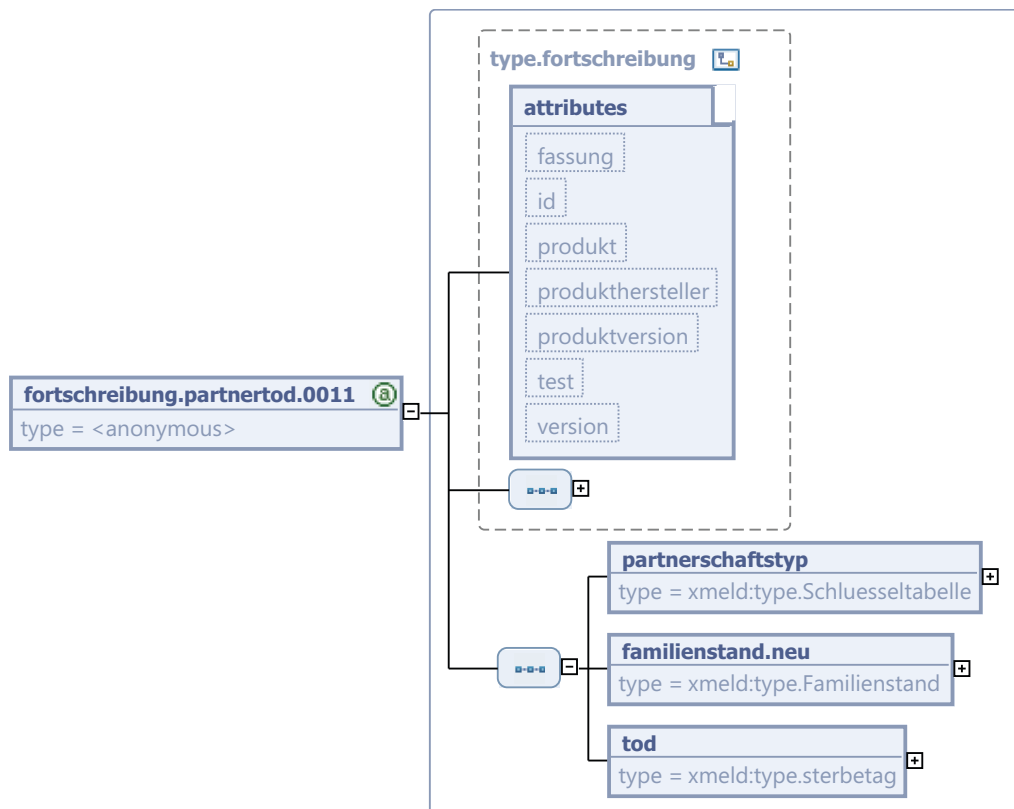 type.fortschreibung
attributes
fassung
id
produkt
produkthersteller
produktversion
test
version
fortschreibung.partnertod.0011
type = <anonymous>
partnerschaftstyp
type = xmeld:type.Schluesseltabelle
familienstand.neu
type = xmeld:type.Familienstand
tod
type = xmeld:type.sterbetag